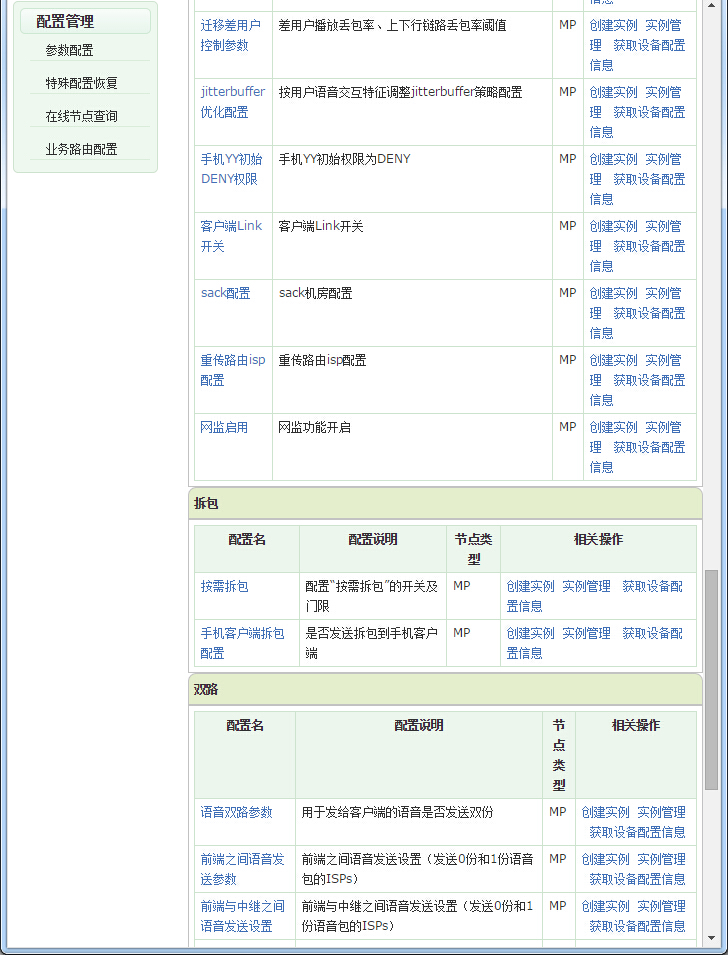 配置管理
参数配置
特殊配置恢复
在线节点查询
业务路由配置
迁移差用户
控制参数
差用户播放丢包率、上下行链路丢包率阈值
MP
创建实例 实例管
理 获取设备配置
信息
jitterbuffer
优化配置
按用户语音交互特征调整jitterbuffer策略配置
MP
创建实例 实例管
理 获取设备配置
信息
手机YY初始
DENY权限
手机YY初始权限为DENY
MP
创建实例 实例管
理 获取设备配置
信息
客户端Link
开关
客户端Link开关
MP
创建实例 实例管
理 获取设备配置
信息
sack配置
sack机房配置
MP
创建实例 实例管
理 获取设备配置
信息
重传路由isp
配置
重传路由isp配置
MP
创建实例 实例管
理 获取设备配置
信息
网监启用
网监功能开启
MP
创建实例 实例管
理 获取设备配置
信息
拆包
配置名
配置说明
节点类
型
相关操作
按需拆包
配置“按需拆包”的开关及
门限
MP
创建实例 实例管理 获取设备配
置信息
手机客户端拆包
配置
是否发送拆包到手机客户
端
MP
创建实例 实例管理 获取设备配
置信息
双路
配置名
配置说明
节
点
类
型
相关操作
语音双路参数
用于发给客户端的语音是否发送双份
MP
创建实例 实例管理
获取设备配置信息
前端之间语音发
送参数
前端之间语音发送设置（发送0份和1份语音
包的ISPs）
MP
创建实例 实例管理
获取设备配置信息
前端与中继之间
语音发送设置
前端与中继之间语音发送设置（发送0份和1
份语音包的ISPs）
MP
创建实例 实例管理
获取设备配置信息